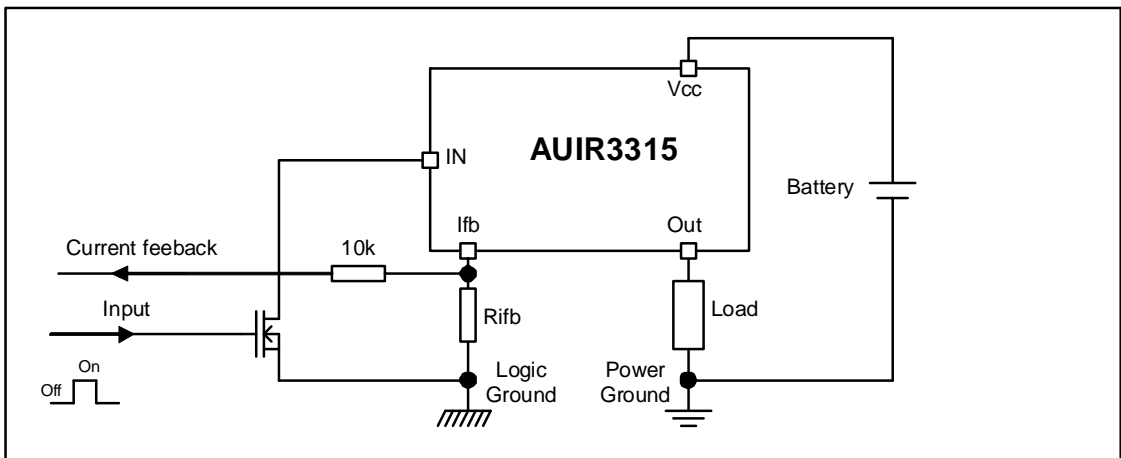 Vcc
AUIR3315
IN
Battery
Ifb
Out
Current feeback
10k
Input
Rifb
Load
On
Off
Logic
Ground
Power
Ground